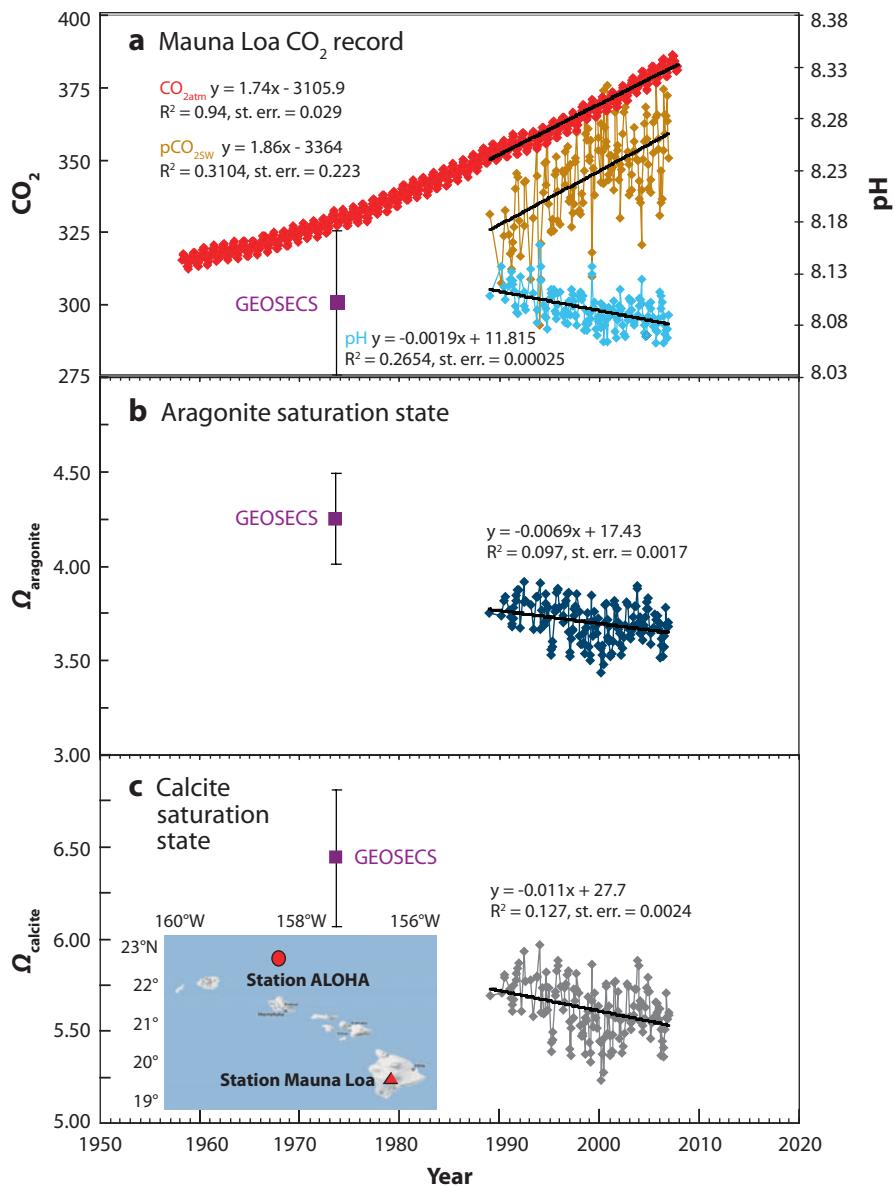 a Mauna Loa CO₂ record
CO₂atm y = 1.74x - 3105.9
R² = 0.94, st. err. = 0.029
pCO₂SW y = 1.86x - 3364
R² = 0.3104, st. err. = 0.223
GEOSECS
pH y = -0.0019x + 11.815
R² = 0.2654, st. err. = 0.00025
CO₂
400
375
350
325
300
275
pH
8.38
8.33
8.28
8.23
8.18
8.13
8.08
8.03
b Aragonite saturation state
GEOSECS
y = -0.0069x + 17.43
R² = 0.097, st. err. = 0.0017
Ωaragonite
4.50
4.00
3.50
3.00
c Calcite
saturation
state
GEOSECS
y = -0.011x + 27.7
R² = 0.127, st. err. = 0.0024
Ωcalcite
6.50
6.00
5.50
5.00
160°W 158°W 156°W
23°N
22°
21°
20°
19°
Station ALOHA
Station Mauna Loa
1950 1960 1970 1980 1990 2000 2010 2020
Year